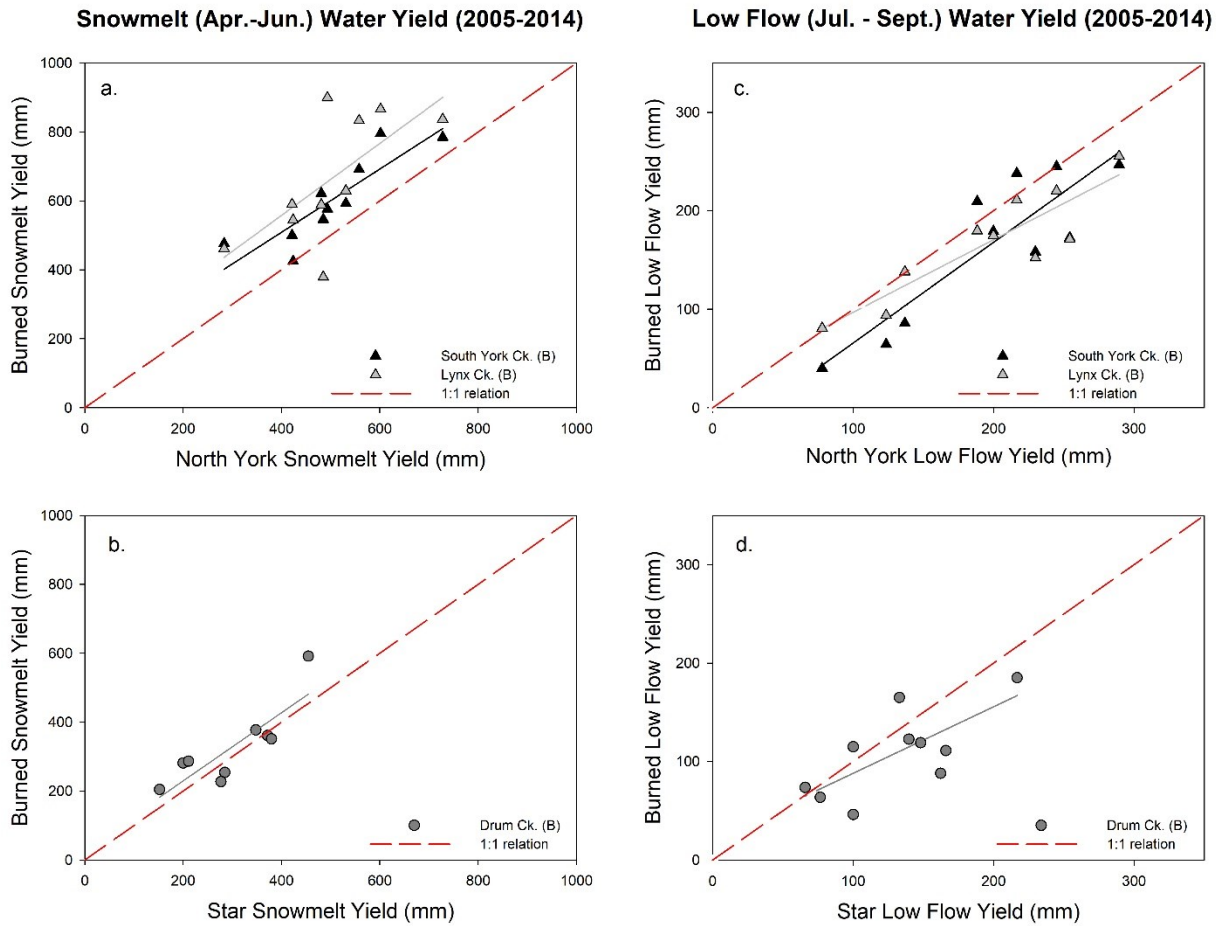 Snowmelt (Apr.-Jun.) Water Yield (2005-2014)
Low Flow (Jul. - Sept.) Water Yield (2005-2014)
a.
Burned Snowmelt Yield (mm)
1000
800
600
400
200
0
South York Ck. (B)
Lynx Ck. (B)
1:1 relation
0 200 400 600 800 1000
North York Snowmelt Yield (mm)
c.
Burned Low Flow Yield (mm)
300
200
100
0
South York Ck. (B)
Lynx Ck. (B)
1:1 relation
0 100 200 300
North York Low Flow Yield (mm)
b.
Burned Snowmelt Yield (mm)
1000
800
600
400
200
0
Drum Ck. (B)
1:1 relation
0 200 400 600 800 1000
Star Snowmelt Yield (mm)
d.
Burned Low Flow Yield (mm)
300
200
100
0
Drum Ck. (B)
1:1 relation
0 100 200 300
Star Low Flow Yield (mm)